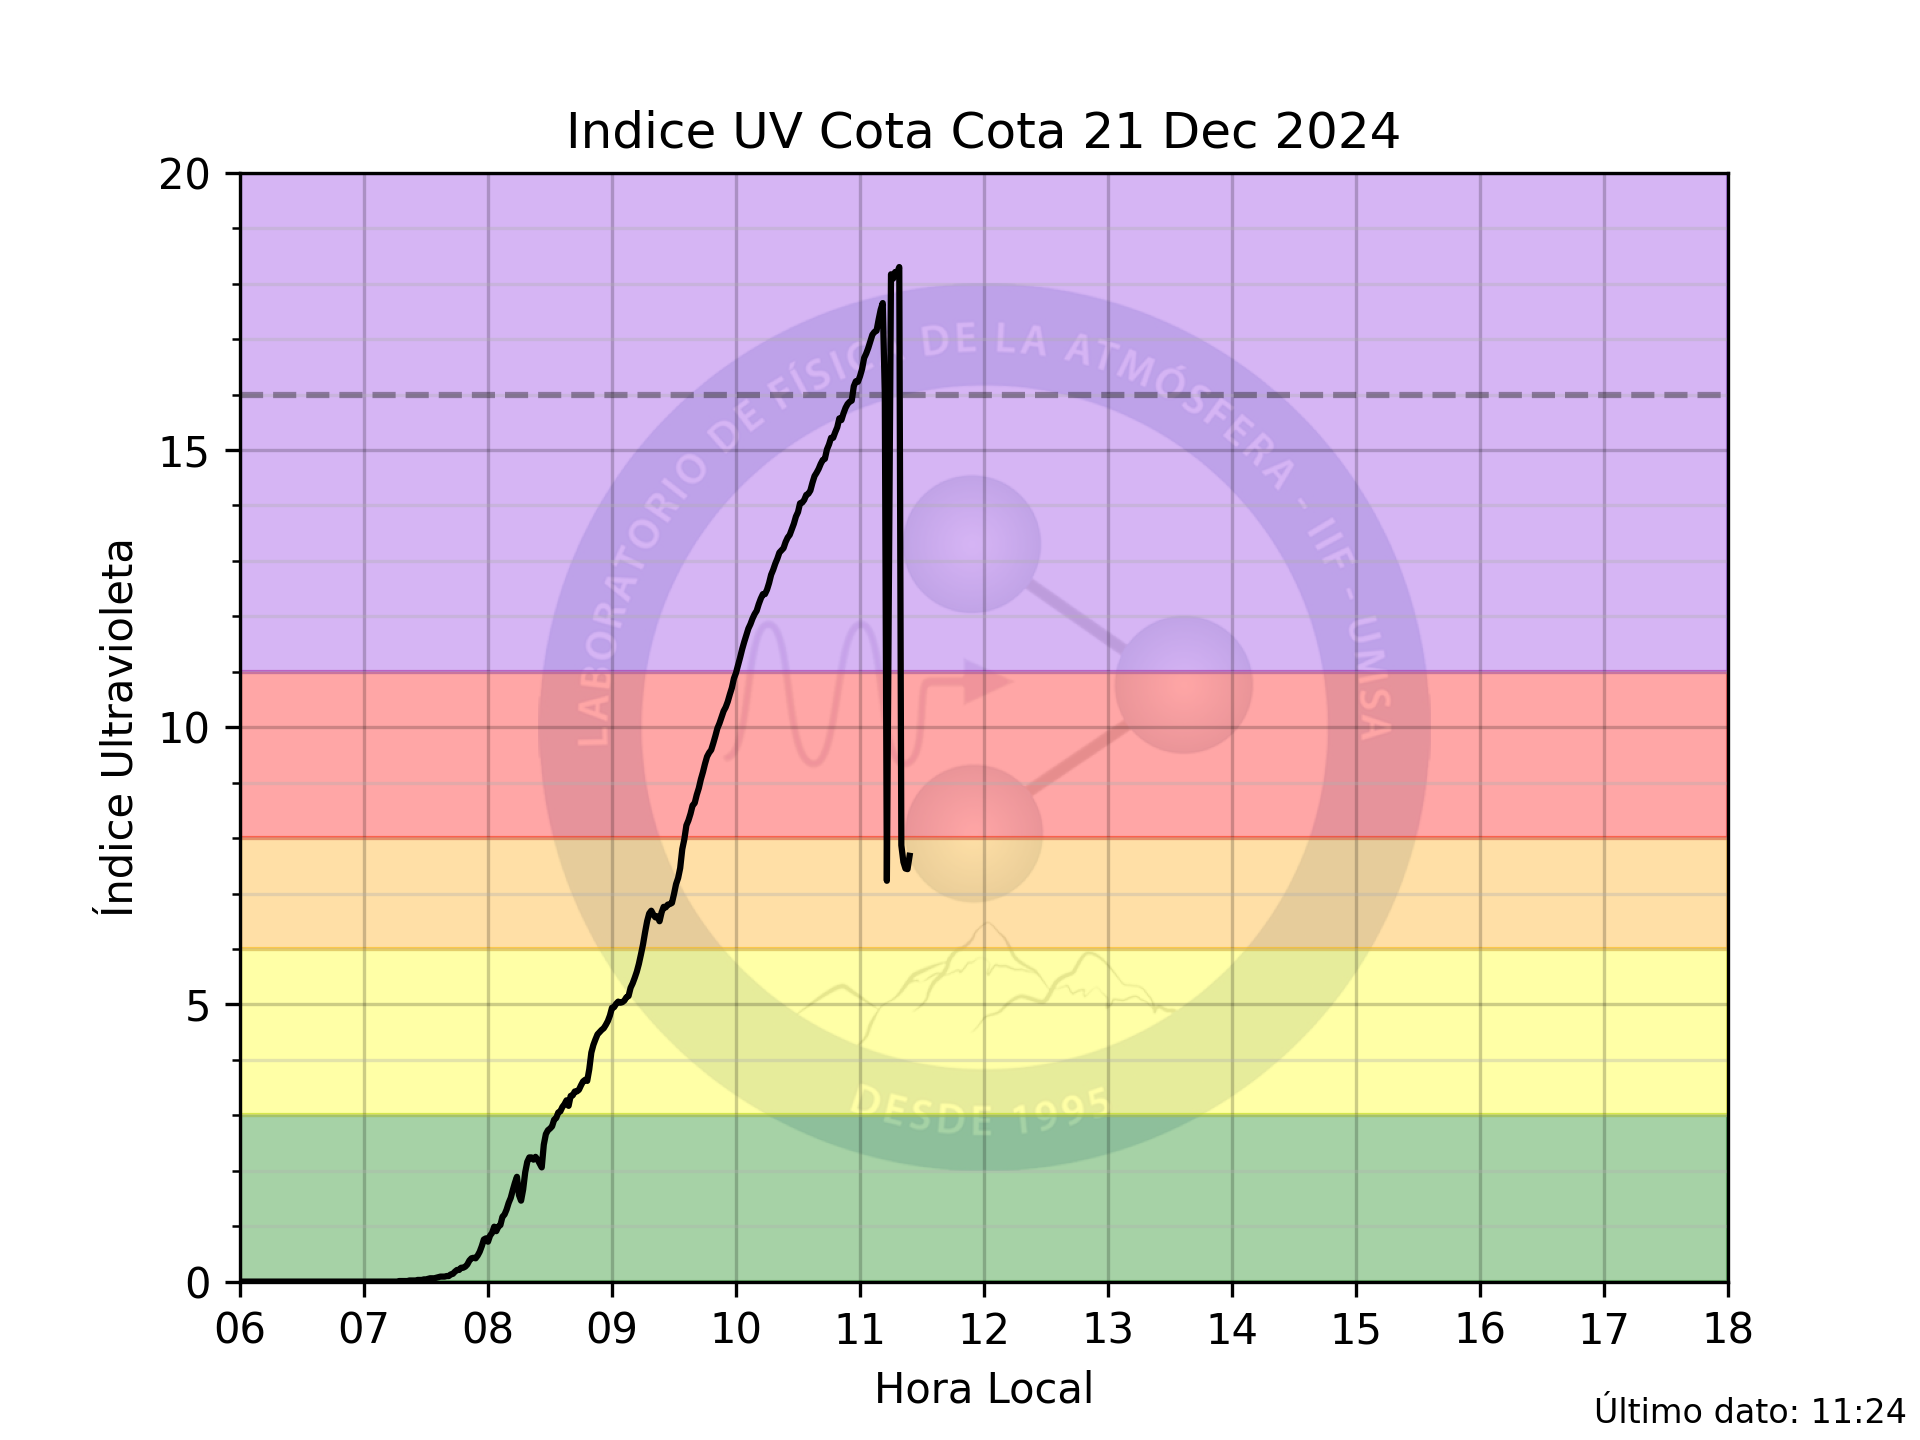 Indice UV Cota Cota 21 Dec 2024
20
15
10
5
0
Índice Ultravioleta
LABORATORIO DE FÍSICA DE LA ATMÓSFERA - IIF - UMSA
DESDE 1995
06 07 08 09 10 11 12 13 14 15 16 17 18
Hora Local
Último dato: 11:24